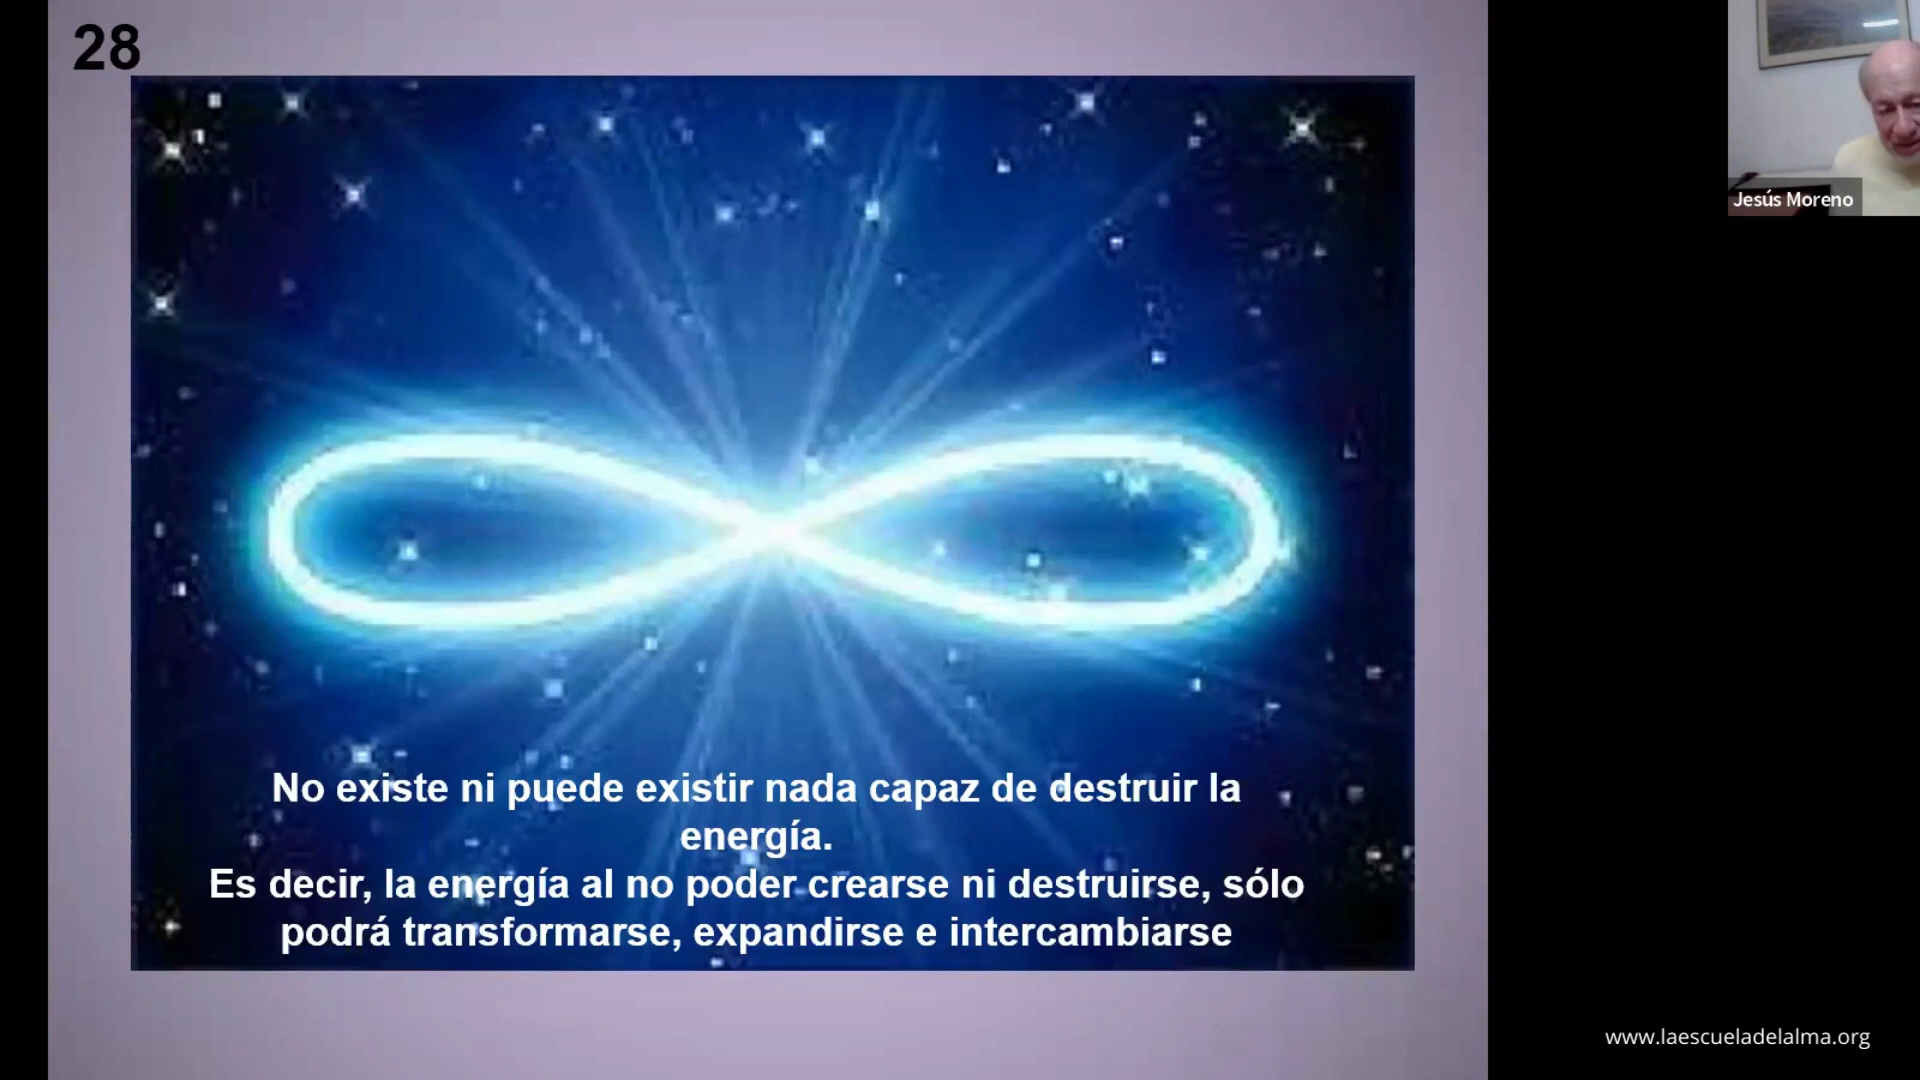 28
Jesús Moreno
No existe ni puede existir nada capaz de destruir la
energía.
Es decir, la energía al no poder crearse ni destruirse, sólo
podrá transformarse, expandirse e intercambiarse
www.laescueladelalma.org